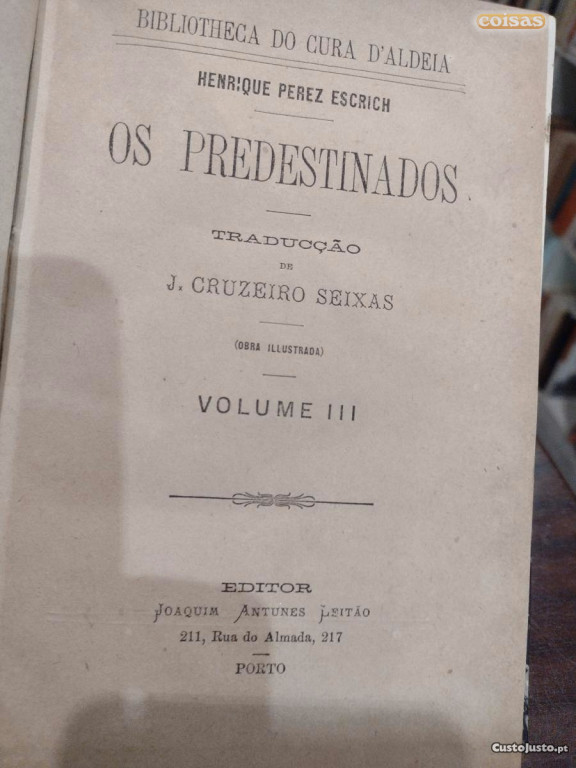 coisas
BIBLIOTHECA DO CURA D'ALDEIA
HENRIQUE PEREZ ESCRICH
OS PREDESTINADOS
TRADUCÇÃO
DE
J. CRUZEIRO SEIXAS
(OBRA ILLUSTRADA)
VOLUME III
EDITOR
JOAQUIM ANTUNES LEITÃO
211, Rua do Almada, 217
PORTO
CustoJusto.pt